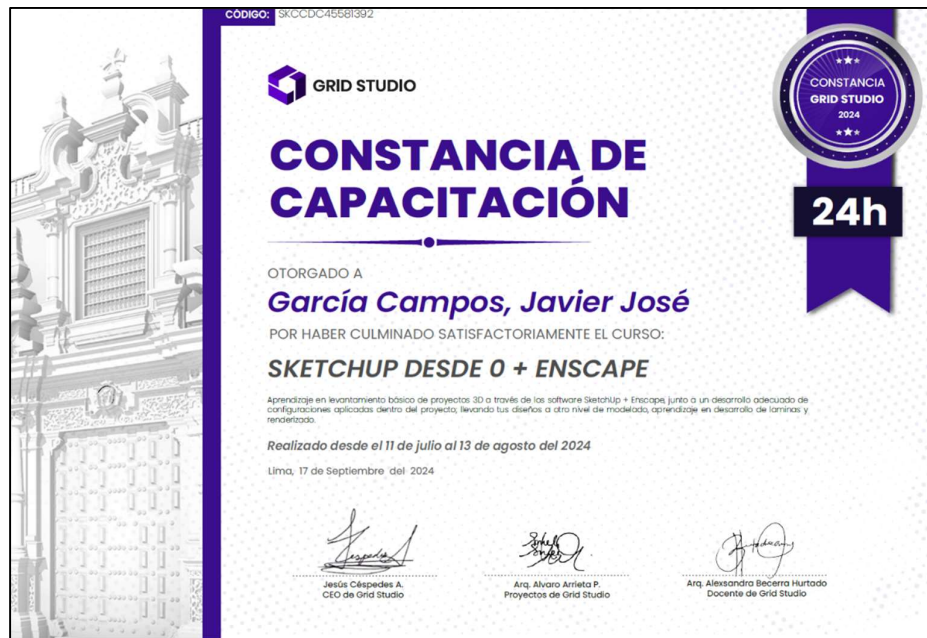 CÓDIGO: SKCCDC45581392
GRID STUDIO
CONSTANCIA
GRID STUDIO
2024
24h
CONSTANCIA DE
CAPACITACIÓN
OTORGADO A
García Campos, Javier José
POR HABER CULMINADO SATISFACTORIAMENTE EL CURSO:
SKETCHUP DESDE 0 + ENSCAPE
Aprendizaje en levantamiento básico de proyectos 3D a través de los software SketchUp + Enscape, junto a un desarrollo adecuado de
configuraciones aplicadas dentro del proyecto; llevando tus diseños a otro nivel de modelado, aprendizaje en desarrollo de laminas y
renderizado.
Realizado desde el 11 de julio al 13 de agosto del 2024
Lima, 17 de Septiembre del 2024
Jesús Céspedes A.
CEO de Grid Studio
Arq. Alvaro Arrieta P.
Proyectos de Grid Studio
Arq. Alexsandra Becerra Hurtado
Docente de Grid Studio